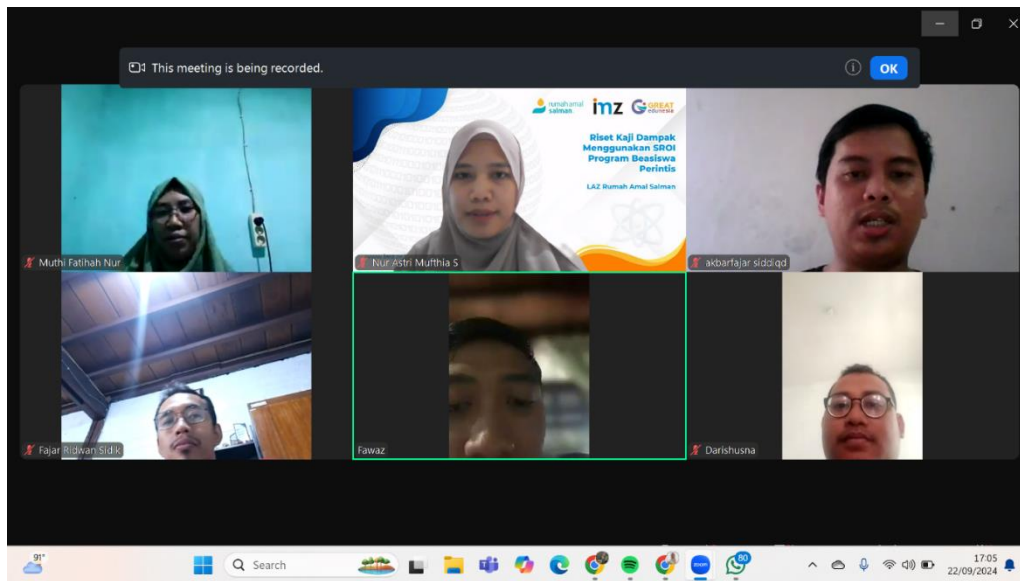 This meeting is being recorded.
OK
rumah amal
salman
imz
GREAT
edunesia
Riset Kaji Dampak
Menggunakan SROI
Program Beasiswa
Perintis
LAZ Rumah Amal Salman
Muthi Fatihah Nur
Nur Astri Mufthia S
akbarfajar siddiqd
Fajar Ridwan Sidik
Fawaz
Darishusna
91°
Search
zoom
80
17:05
22/09/2024